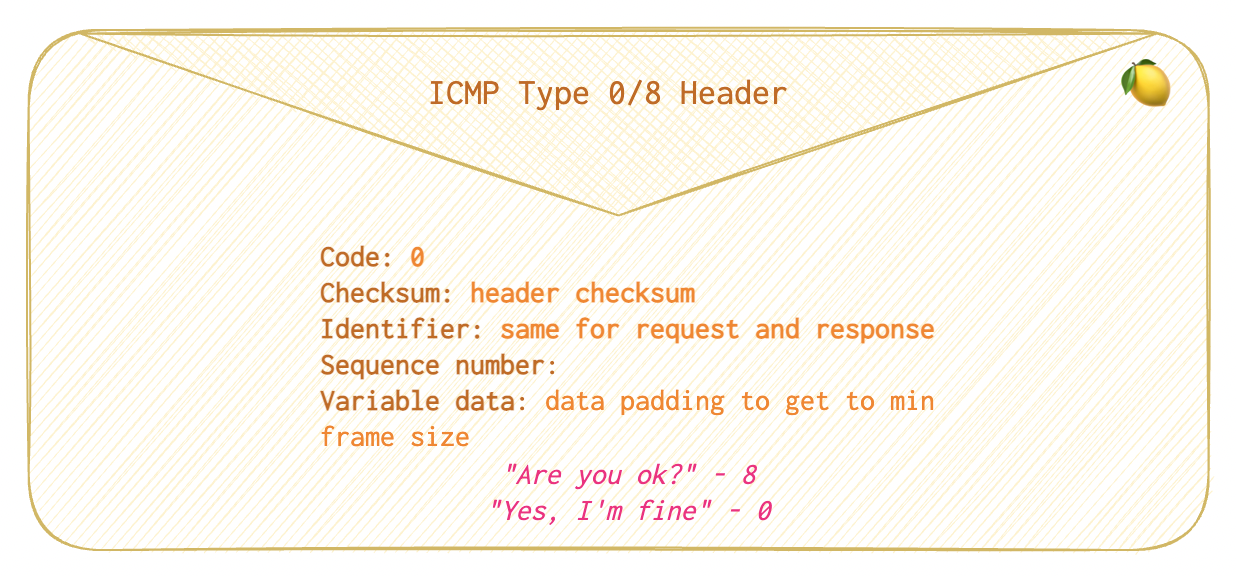 ICMP Type 0/8 Header
Code: 0
Checksum: header checksum
Identifier: same for request and response
Sequence number:
Variable data: data padding to get to min
frame size
"Are you ok?" - 8
"Yes, I'm fine" - 0